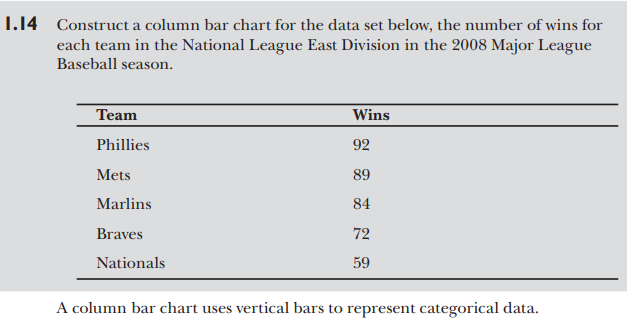 1.14 Construct a column bar chart for the data set below, the number of wins for
each team in the National League East Division in the 2008 Major League
Baseball season.
Team Wins
Phillies 92
Mets 89
Marlins 84
Braves 72
Nationals 59
A column bar chart uses vertical bars to represent categorical data.